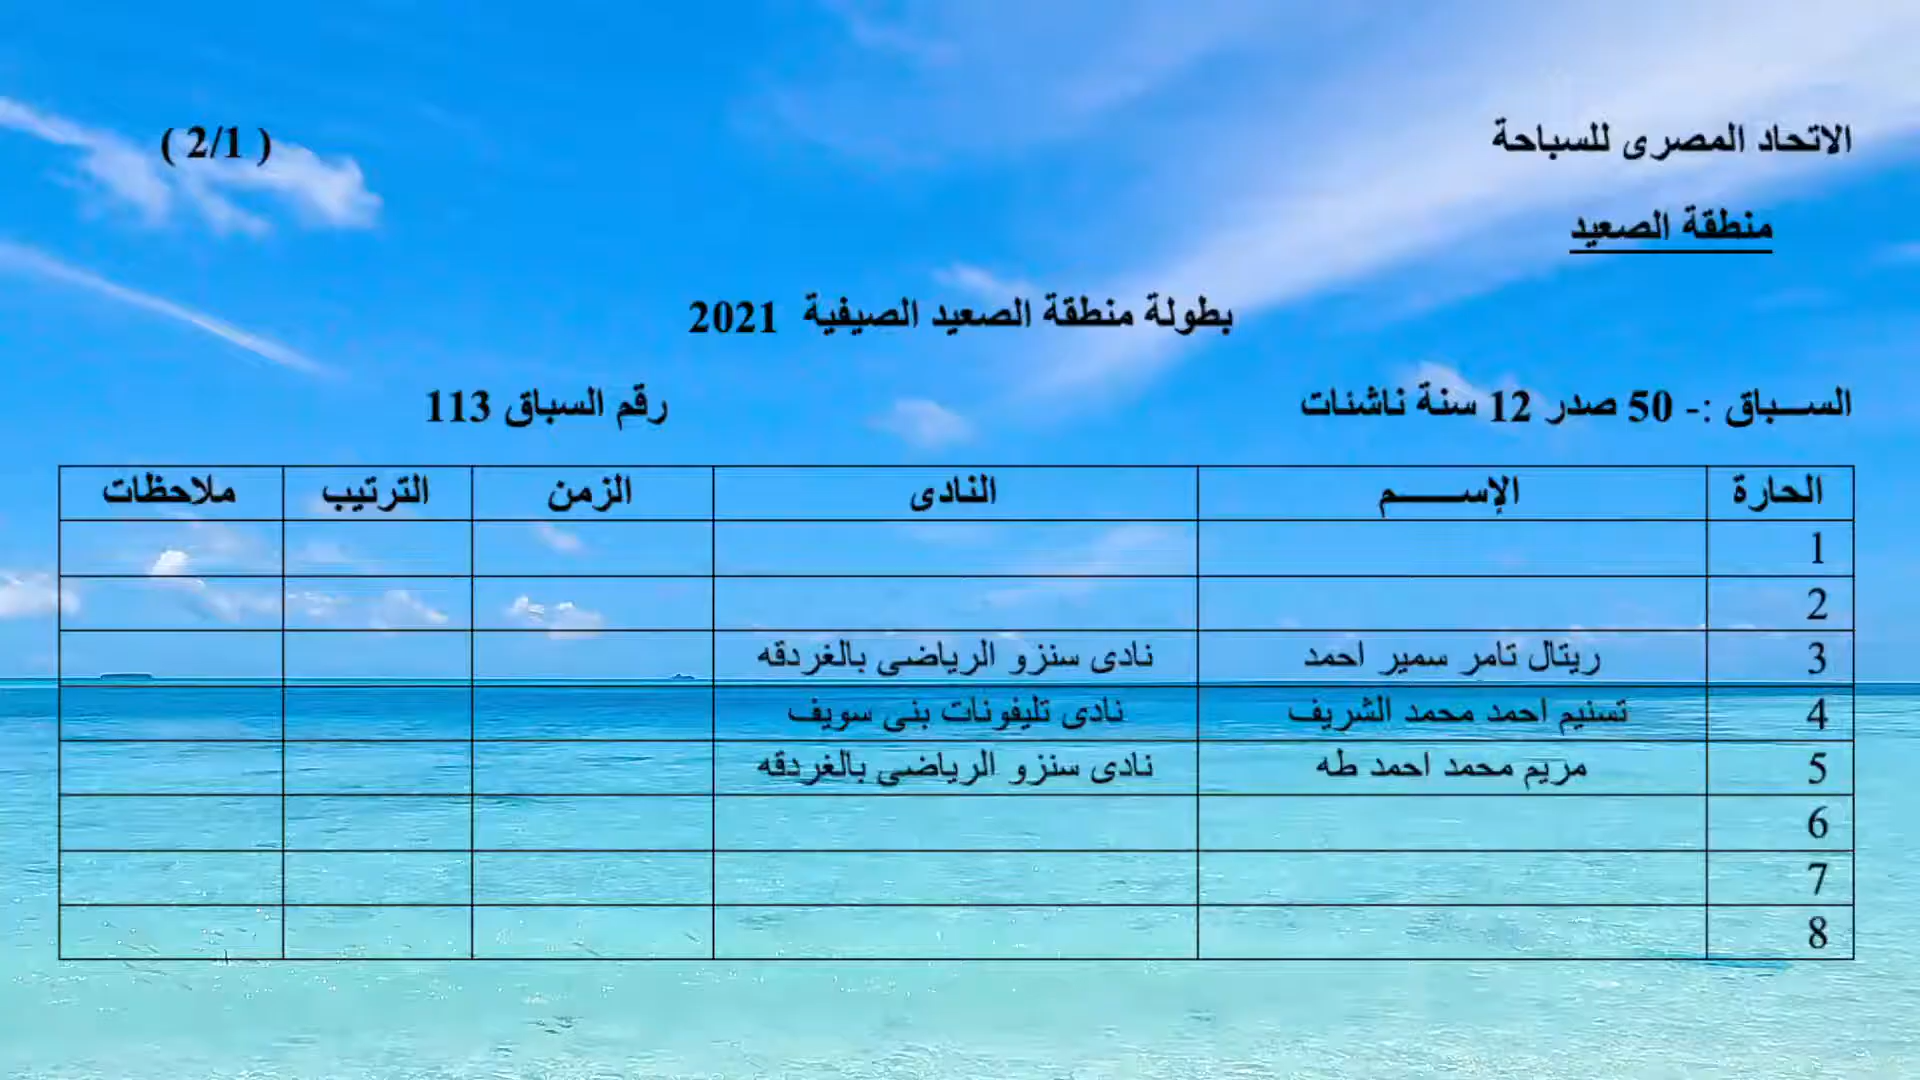 الاتحاد المصرى للسباحة ( 2/1 )
منطقة الصعيد
بطولة منطقة الصعيد الصيفية 2021
الســباق :- 50 صدر 12 سنة ناشئات رقم السباق 113
الحارة الإســـــم النادى الزمن الترتيب ملاحظات
1
2
3 ريتال تامر سمير احمد نادى سنزو الرياضى بالغردقه
4 تسنيم احمد محمد الشريف نادى تليفونات بنى سويف
5 مريم محمد احمد طه نادى سنزو الرياضى بالغردقه
6
7
8